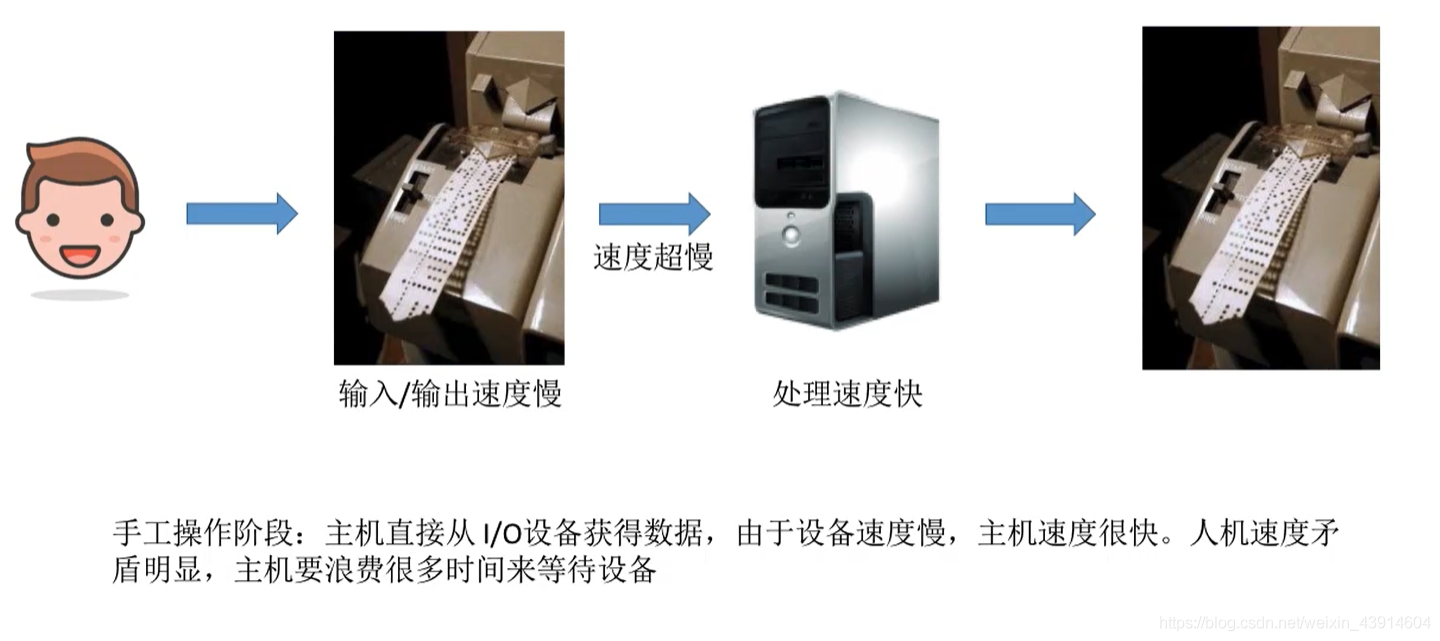 速度超慢
输入/输出速度慢
处理速度快
手工操作阶段：主机直接从 I/O设备获得数据，由于设备速度慢，主机速度很快。人机速度矛
盾明显，主机要浪费很多时间来等待设备
https://blog.csdn.net/weixin_43914604